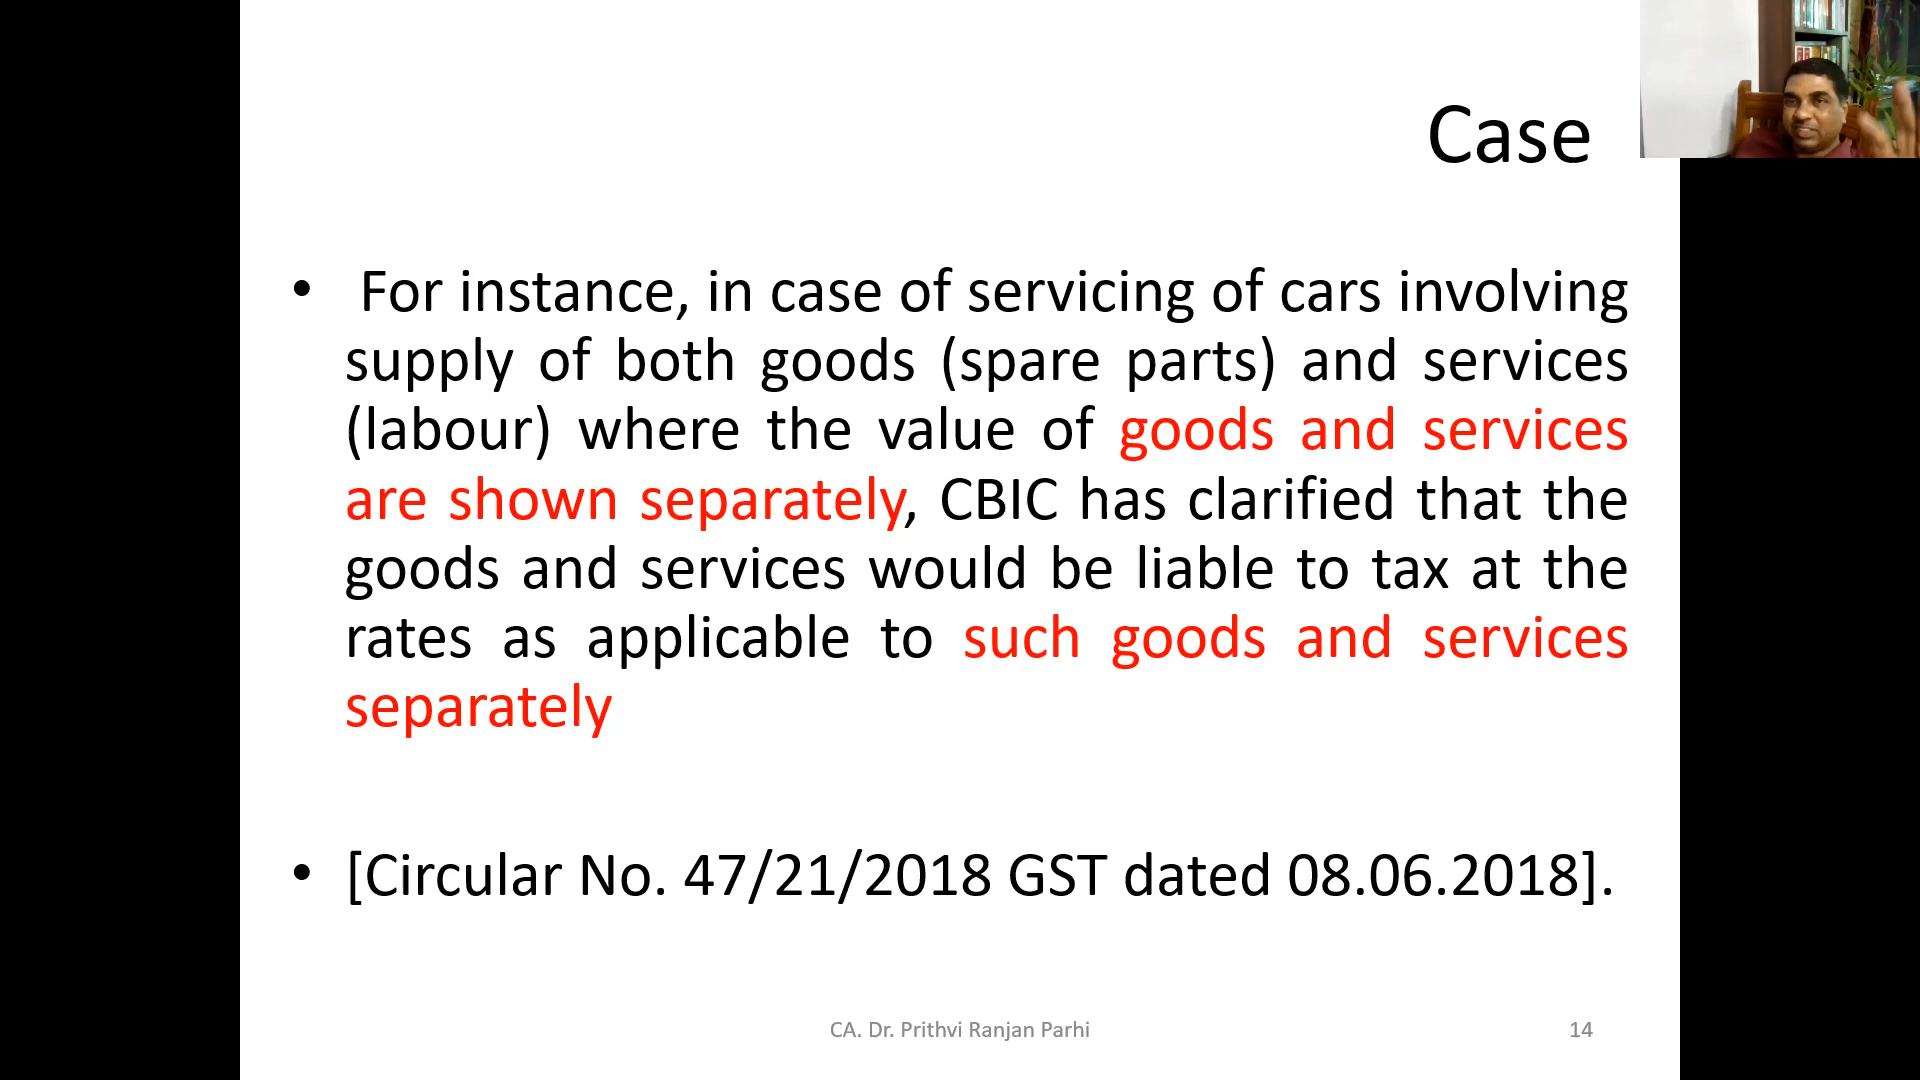 Case
• For instance, in case of servicing of cars involving
supply of both goods (spare parts) and services
(labour) where the value of goods and services
are shown separately, CBIC has clarified that the
goods and services would be liable to tax at the
rates as applicable to such goods and services
separately
• [Circular No. 47/21/2018 GST dated 08.06.2018].
CA. Dr. Prithvi Ranjan Parhi
14